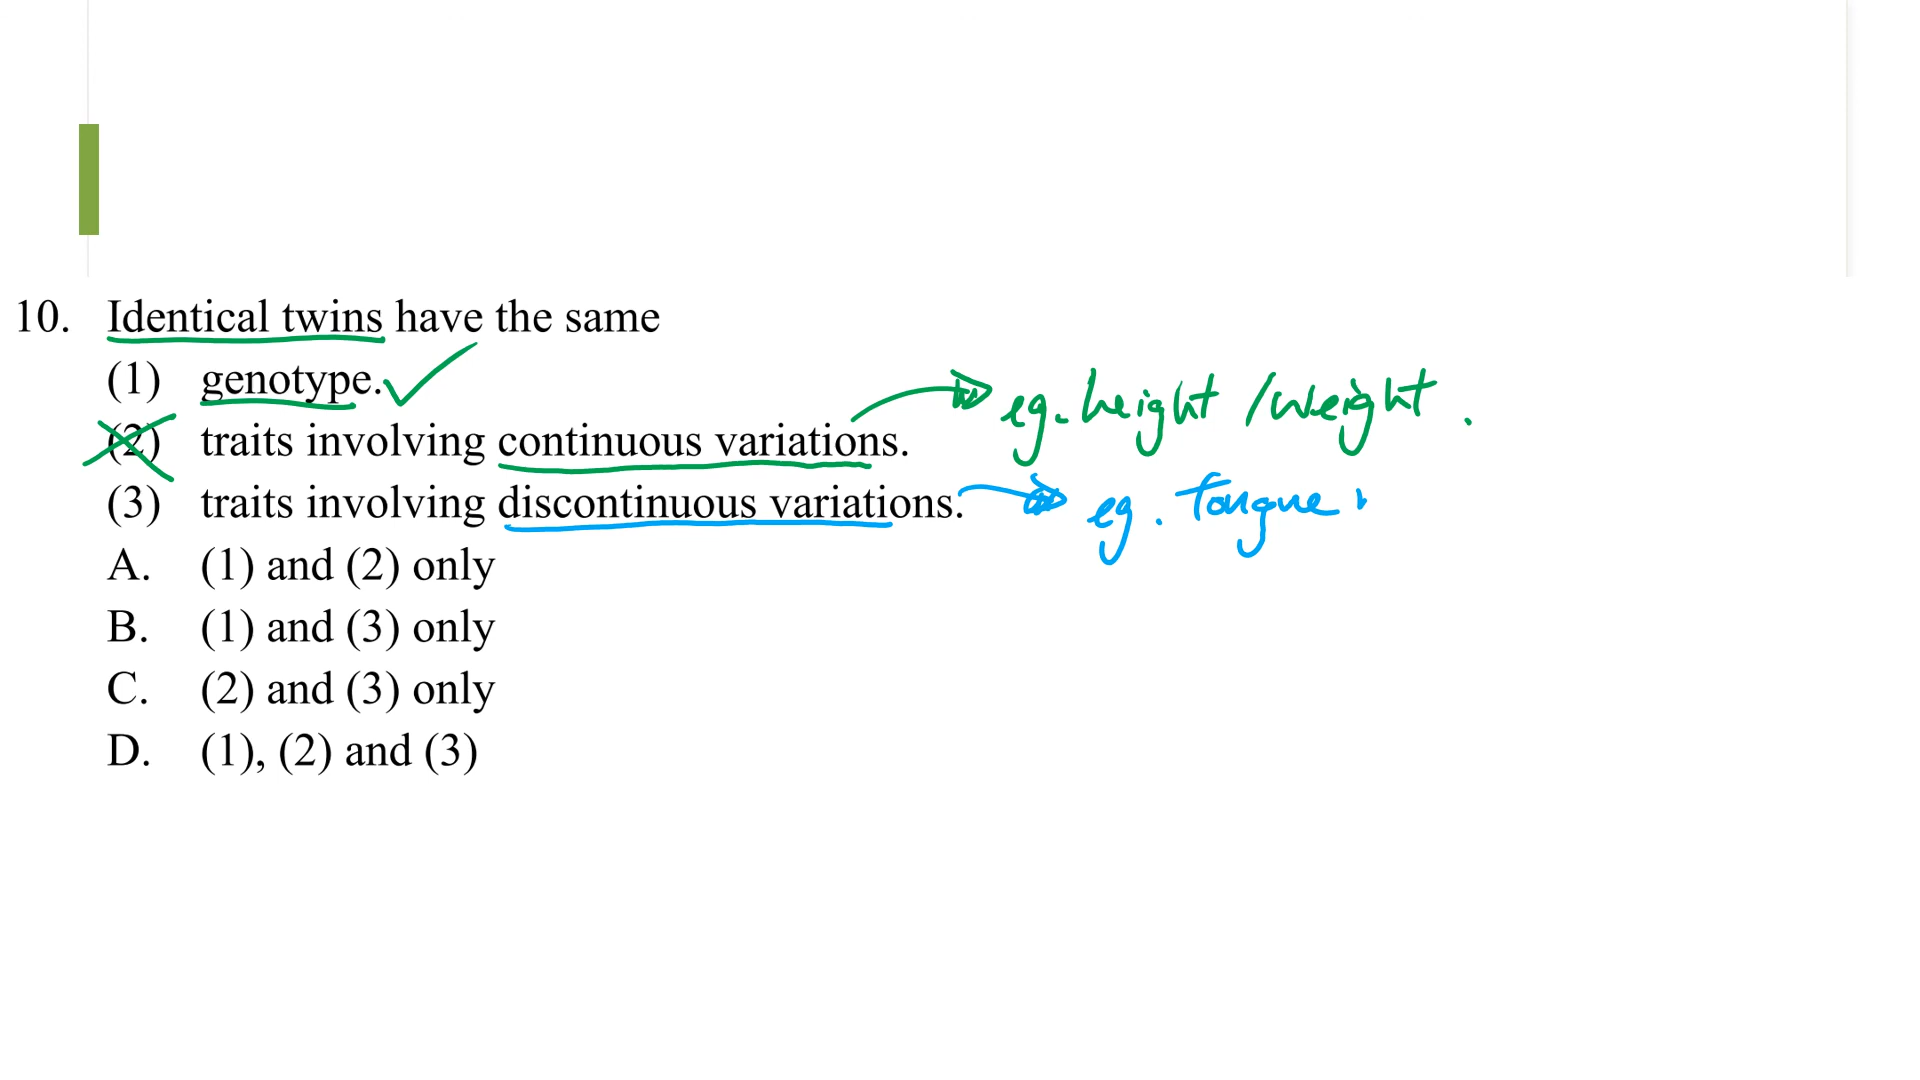 10. Identical twins have the same
(1) genotype.
(2) traits involving continuous variations.
eg. height / weight.
(3) traits involving discontinuous variations.
eg. Tongue
A. (1) and (2) only
B. (1) and (3) only
C. (2) and (3) only
D. (1), (2) and (3)